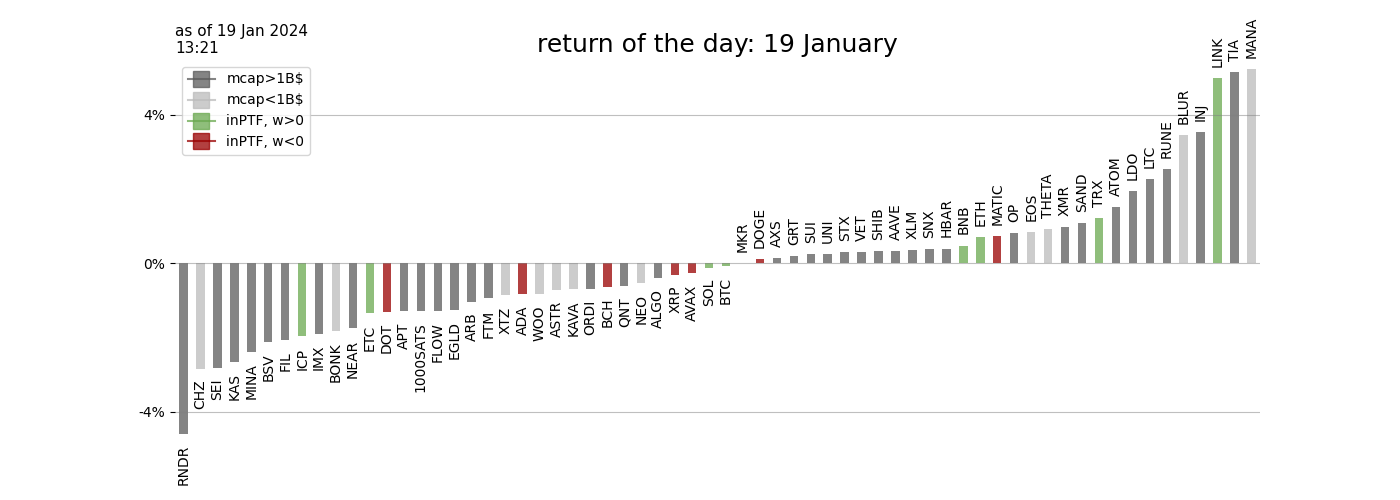 as of 19 Jan 2024
13:21
return of the day: 19 January
mcap>1B$
mcap<1B$
inPTF, w>0
inPTF, w<0
4%
0%
-4%
RNDR
CHZ
SEI
KAS
MINA
BSV
FIL
ICP
IMX
BONK
NEAR
ETC
DOT
APT
1000SATS
FLOW
EGLD
ARB
FTM
XTZ
ADA
WOO
ASTR
KAVA
ORDI
BCH
QNT
NEO
ALGO
XRP
AVAX
SOL
BTC
MKR
DOGE
AXS
GRT
SUI
UNI
STX
VET
SHIB
AAVE
XLM
SNX
HBAR
BNB
ETH
MATIC
OP
EOS
THETA
XMR
SAND
TRX
ATOM
LDO
LTC
RUNE
BLUR
INJ
LINK
TIA
MANA